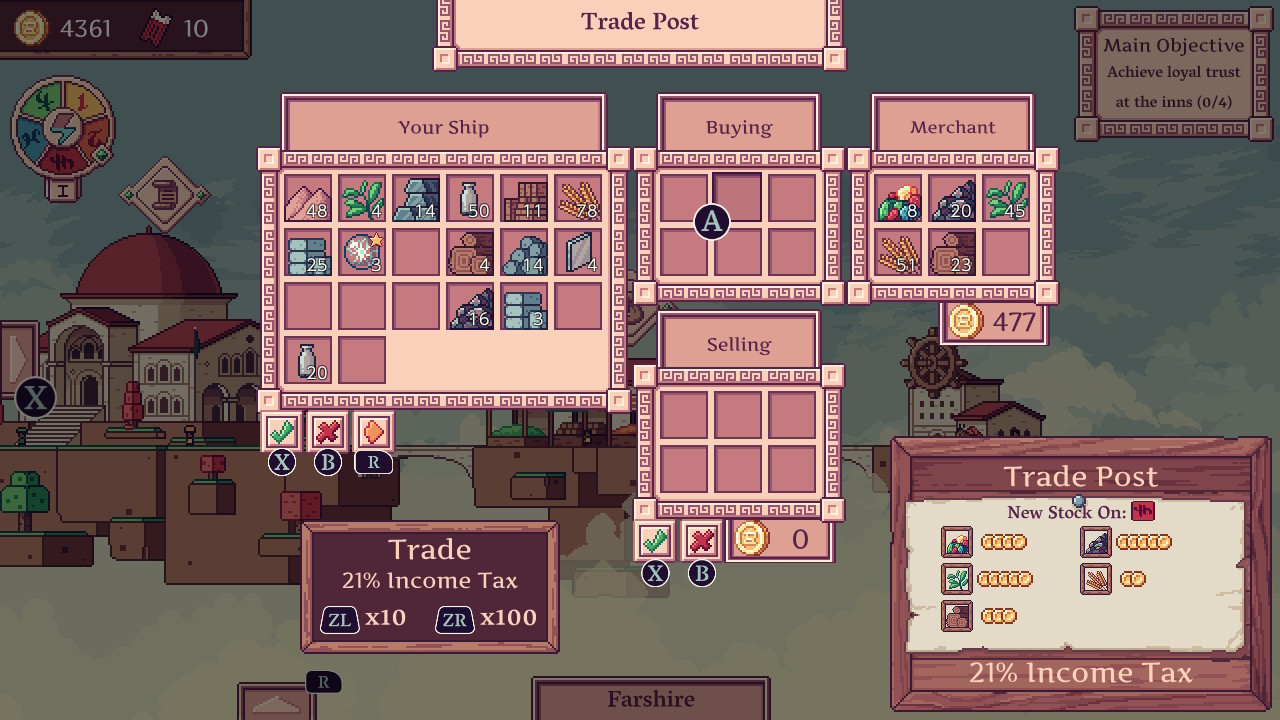 4361
10
Trade Post
Main Objective
Achieve loyal trust
at the inns (0/4)
I
Your Ship
Buying
Merchant
48
4
14
50
11
78
25
3
4
14
4
16
3
20
A
8
20
45
51
23
477
Selling
X
X
B
R
0
X
B
Trade
21% Income Tax
ZL x10 ZR x100
Trade Post
New Stock On:
21% Income Tax
R
Farshire